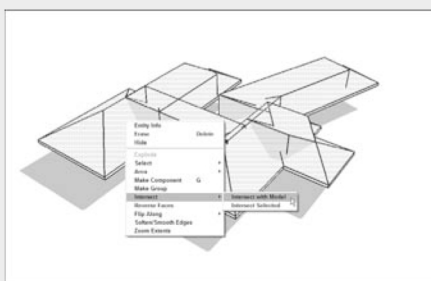 Entity Info
Erase Delete
Hide
Explode
Select
Area
Make Component G
Make Group
Intersect
Intersect with Model
Reverse Faces
Intersect Selected
Flip Along
Soften/Smooth Edges
Zoom Extents